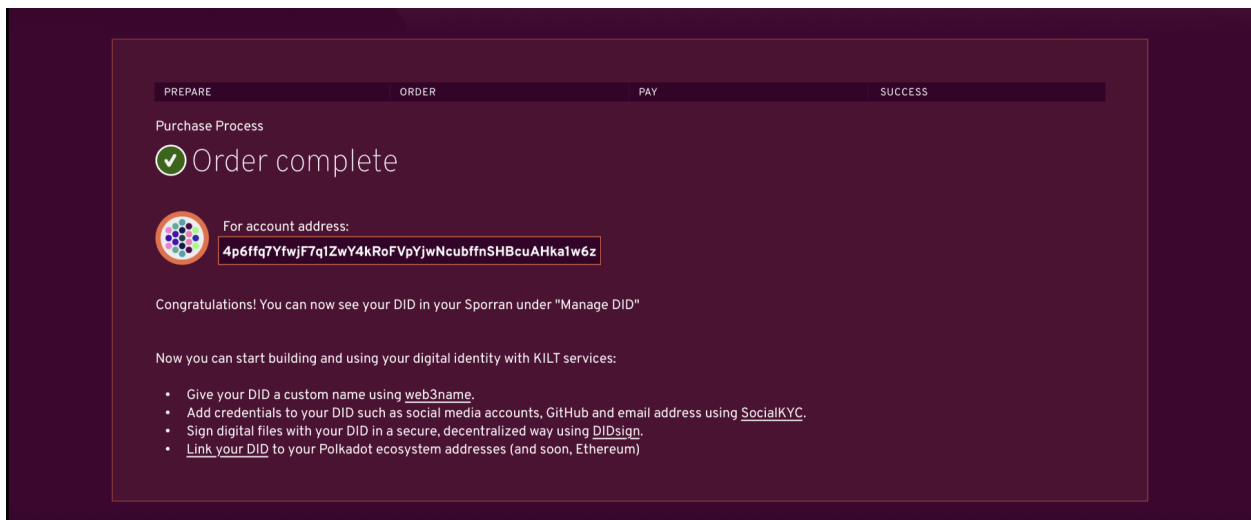 PREPARE ORDER PAY SUCCESS
Purchase Process
Order complete
For account address:
4p6ffq7YfwjF7q1ZwY4kRoFVpYjwNcubffnSHBcuAHka1w6z
Congratulations! You can now see your DID in your Sporran under "Manage DID"
Now you can start building and using your digital identity with KILT services:
• Give your DID a custom name using web3name.
• Add credentials to your DID such as social media accounts, GitHub and email address using SocialKYC.
• Sign digital files with your DID in a secure, decentralized way using DIDsign.
• Link your DID to your Polkadot ecosystem addresses (and soon, Ethereum)